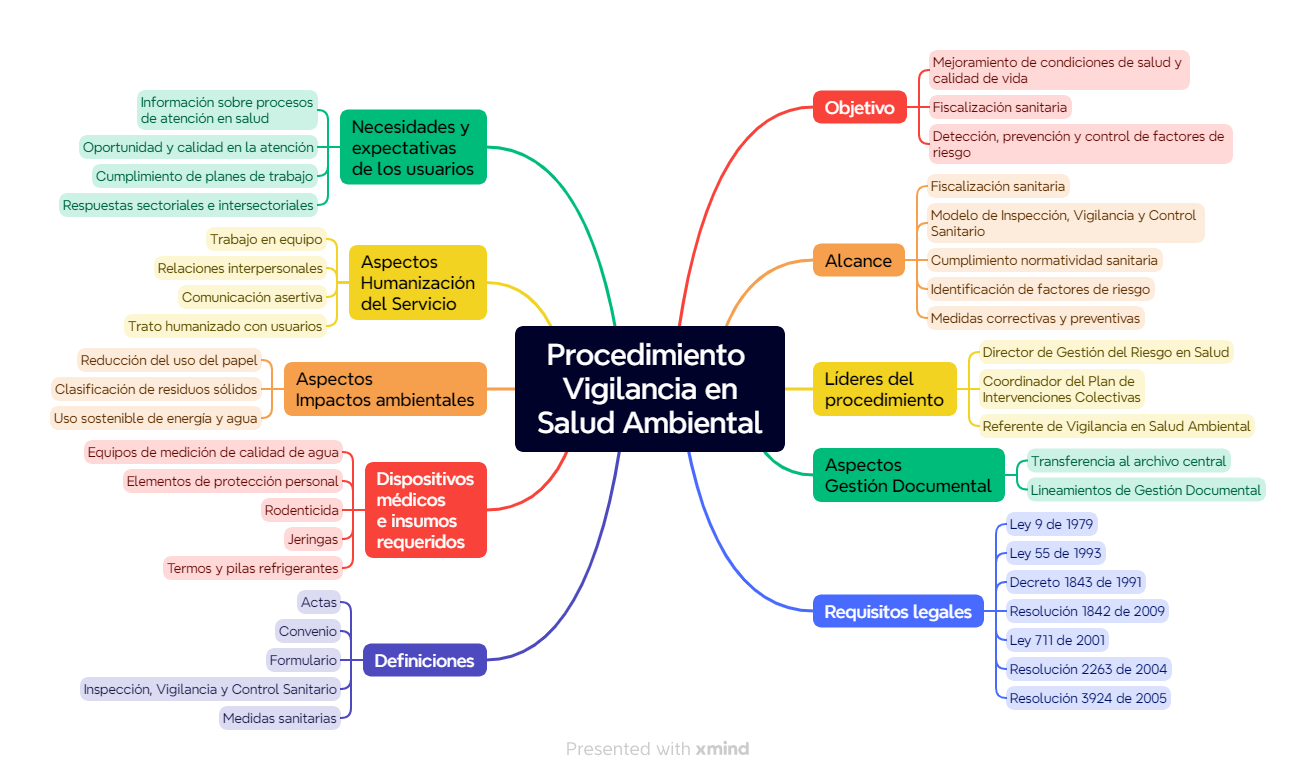 Procedimiento
Vigilancia en
Salud Ambiental
Objetivo
Mejoramiento de condiciones de salud y
calidad de vida
Fiscalización sanitaria
Detección, prevención y control de factores de
riesgo
Alcance
Fiscalización sanitaria
Modelo de Inspección, Vigilancia y Control
Sanitario
Cumplimiento normatividad sanitaria
Identificación de factores de riesgo
Medidas correctivas y preventivas
Líderes del
procedimiento
Director de Gestión del Riesgo en Salud
Coordinador del Plan de
Intervenciones Colectivas
Referente de Vigilancia en Salud Ambiental
Aspectos
Gestión Documental
Transferencia al archivo central
Lineamientos de Gestión Documental
Requisitos legales
Ley 9 de 1979
Ley 55 de 1993
Decreto 1843 de 1991
Resolución 1842 de 2009
Ley 711 de 2001
Resolución 2263 de 2004
Resolución 3924 de 2005
Necesidades y
expectativas
de los usuarios
Información sobre procesos
de atención en salud
Oportunidad y calidad en la atención
Cumplimiento de planes de trabajo
Respuestas sectoriales e intersectoriales
Aspectos
Humanización
del Servicio
Trabajo en equipo
Relaciones interpersonales
Comunicación asertiva
Trato humanizado con usuarios
Aspectos
Impactos ambientales
Reducción del uso del papel
Clasificación de residuos sólidos
Uso sostenible de energía y agua
Dispositivos
médicos
e insumos
requeridos
Equipos de medición de calidad de agua
Elementos de protección personal
Rodenticida
Jeringas
Termos y pilas refrigerantes
Definiciones
Actas
Convenio
Formulario
Inspección, Vigilancia y Control Sanitario
Medidas sanitarias
Presented with xmind